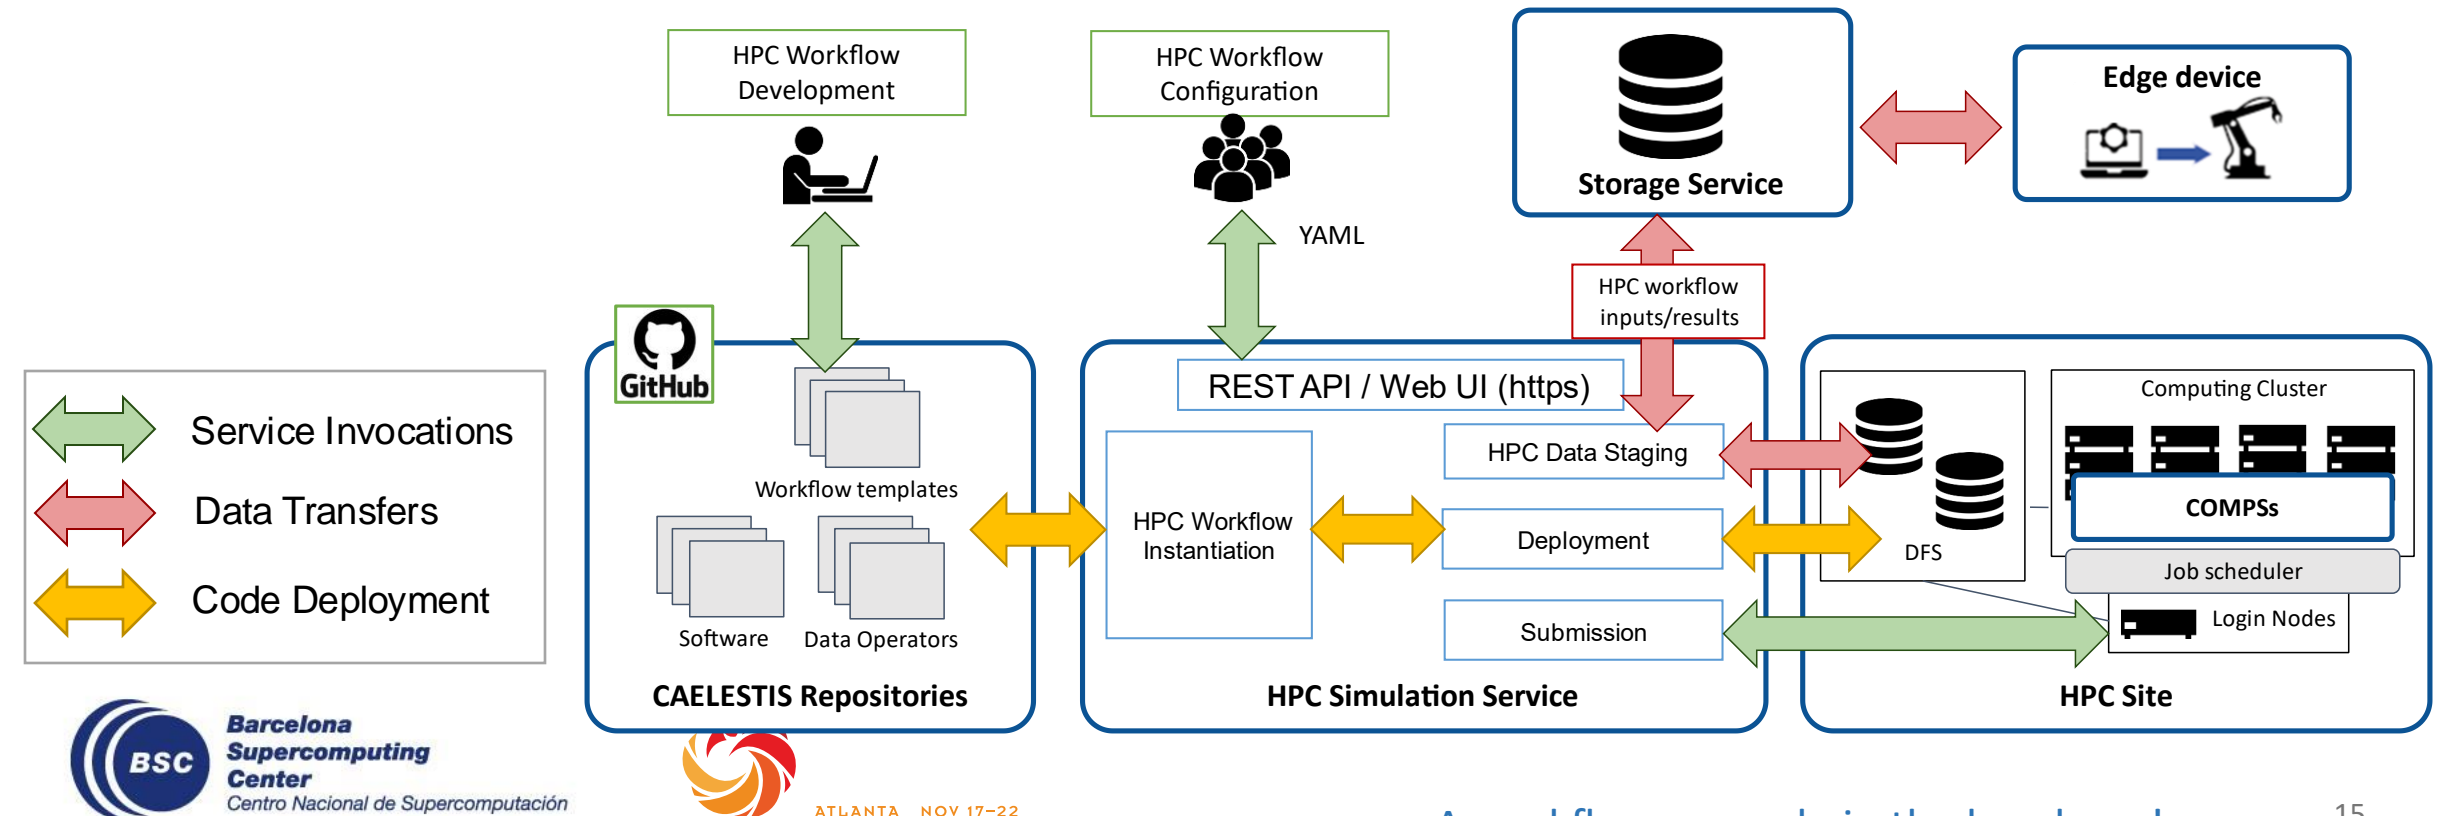 HPC Workflow
Development
HPC Workflow
Configuration
Storage Service
Edge device
YAML
HPC workflow
inputs/results
Service Invocations
Data Transfers
Code Deployment
GitHub
Workflow templates
Software
Data Operators
CAELESTIS Repositories
REST API / Web UI (https)
HPC Workflow
Instantiation
HPC Data Staging
Deployment
Submission
HPC Simulation Service
DFS
Computing Cluster
COMPSs
Job scheduler
Login Nodes
HPC Site
BSC
Barcelona
Supercomputing
Center
Centro Nacional de Supercomputación
ATLANTA NOV 17–22
15